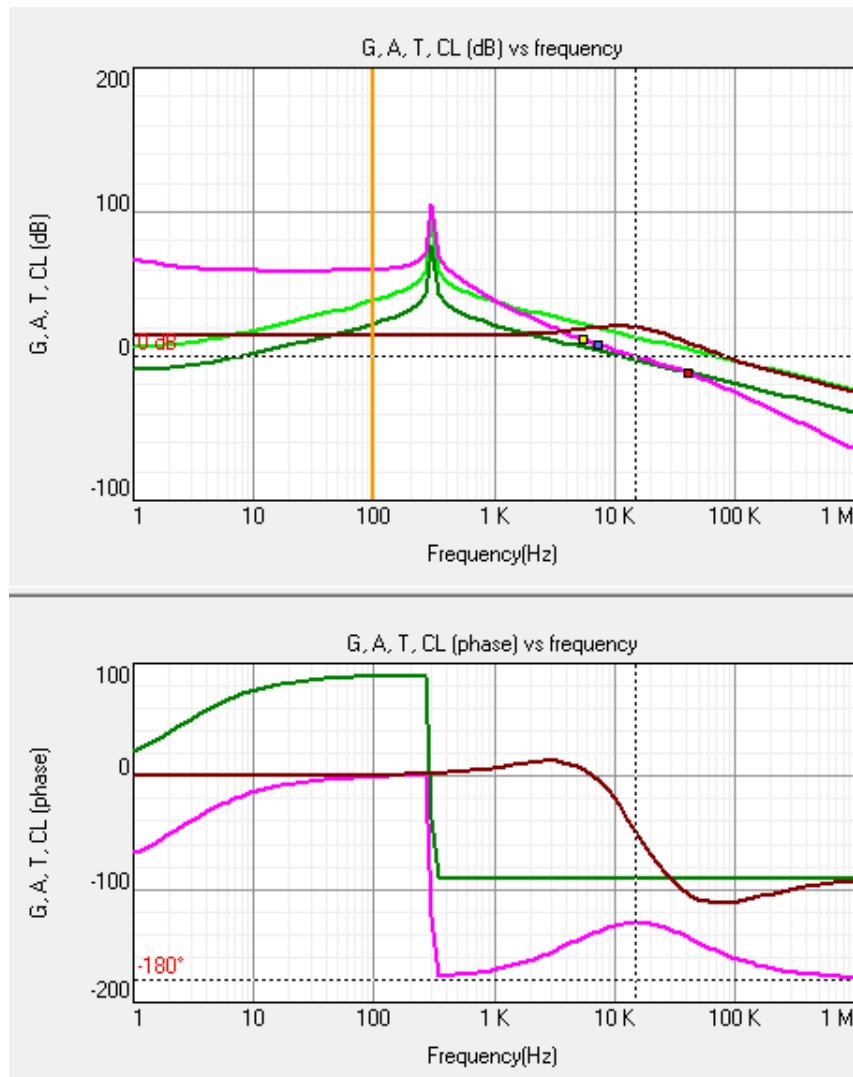 G, A, T, CL (dB) vs frequency
200
100
0
-100
0 dB
G, A, T, CL (dB)
1 10 100 1 K 10 K 100 K 1 M
Frequency(Hz)
G, A, T, CL (phase) vs frequency
100
0
-100
-200
-180°
G, A, T, CL (phase)
1 10 100 1 K 10 K 100 K 1 M
Frequency(Hz)